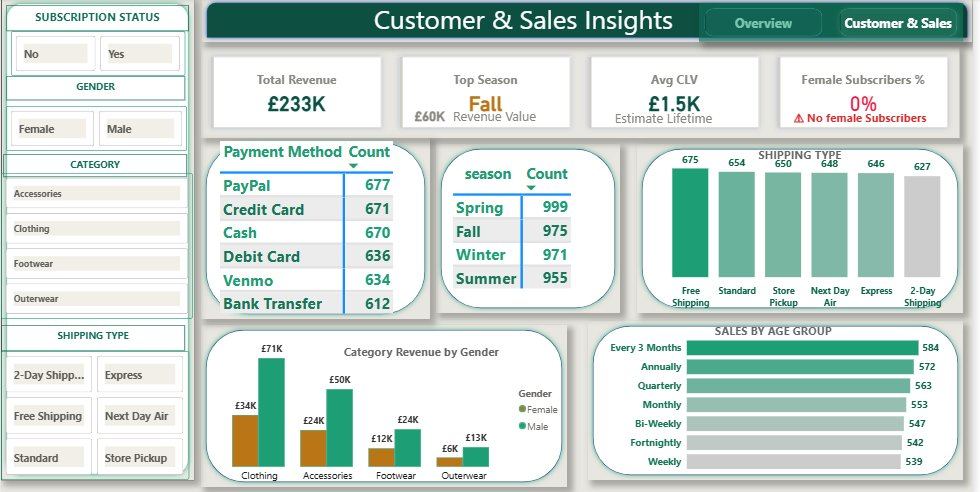 SUBSCRIPTION STATUS
No Yes
GENDER
Female Male
CATEGORY
Accessories
Clothing
Footwear
Outerwear
SHIPPING TYPE
2-Day Shipp... Express
Free Shipping Next Day Air
Standard Store Pickup
Customer & Sales Insights
Overview Customer & Sales
Total Revenue
£233K
Top Season
Fall
£60K Revenue Value
Avg CLV
£1.5K
Estimate Lifetime
Female Subscribers %
0%
⚠ No female Subscribers
Payment Method Count
PayPal 677
Credit Card 671
Cash 670
Debit Card 636
Venmo 634
Bank Transfer 612
season Count
Spring 999
Fall 975
Winter 971
Summer 955
SHIPPING TYPE
675 654 650 648 646 627
Free Shipping Standard Store Pickup Next Day Air Express 2-Day Shipping
Category Revenue by Gender
£71K
£34K
£50K
£24K
£24K
£12K
£13K
£6K
Clothing Accessories Footwear Outerwear
Gender
Female
Male
SALES BY AGE GROUP
Every 3 Months 584
Annually 572
Quarterly 563
Monthly 553
Bi-Weekly 547
Fortnightly 542
Weekly 539